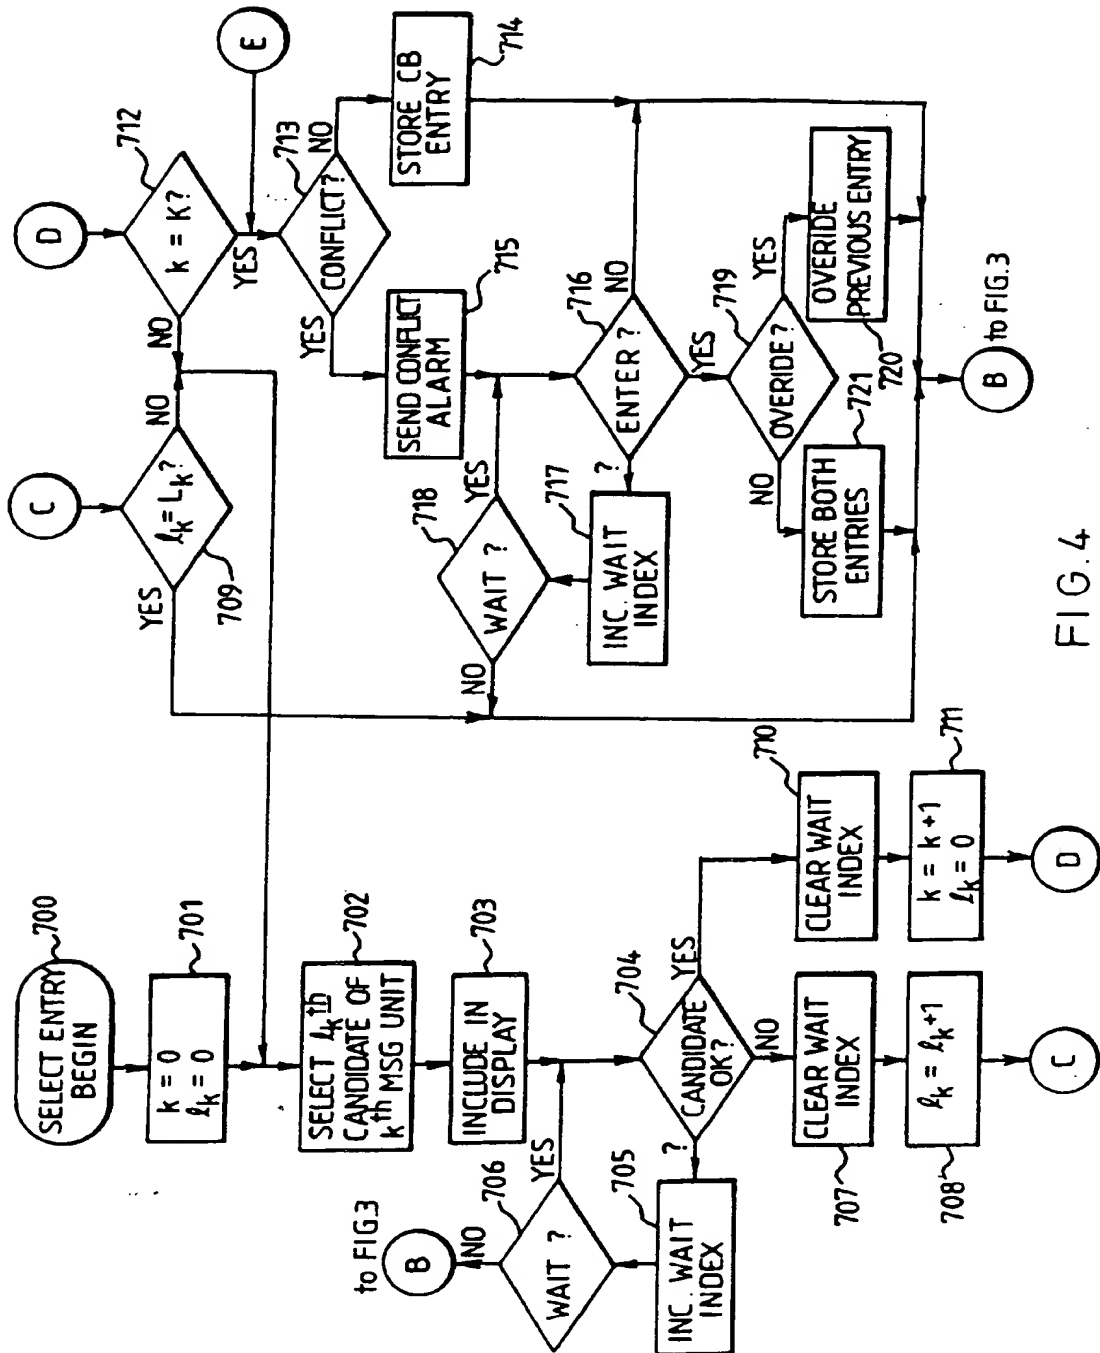 SELECT ENTRY
BEGIN
700
k = 0
ℓk = 0
701
SELECT ℓk th
CANDIDATE OF
k th MSG UNIT
702
INCLUDE IN
DISPLAY
703
CANDIDATE
OK?
704
YES
NO
?
INC. WAIT
INDEX
705
WAIT ?
706
YES
NO
B
to FIG.3
CLEAR WAIT
INDEX
707
ℓk = ℓk+1
708
C
CLEAR WAIT
INDEX
710
k = k+1
ℓk = 0
711
D
C
ℓk = Lk?
709
YES
NO
D
k = K?
712
NO
YES
E
CONFLICT?
713
NO
YES
STORE CB
ENTRY
714
SEND CONFLICT
ALARM
715
ENTER ?
716
NO
YES
?
INC. WAIT
INDEX
717
WAIT ?
718
YES
NO
OVERRIDE?
719
YES
NO
OVERRIDE
PREVIOUS ENTRY
720
STORE BOTH
ENTRIES
721
B
to FIG.3
FIG.4